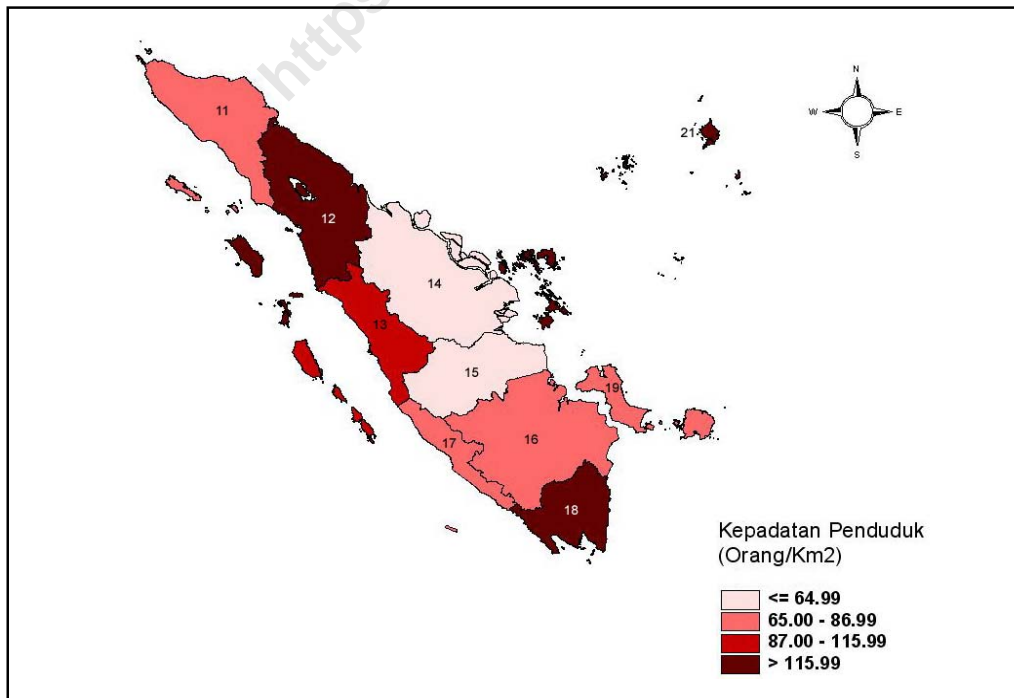 https
N
W E
S
11
21
12
14
13
15
19
17
16
18
Kepadatan Penduduk
(Orang/Km2)
<= 64.99
65.00 - 86.99
87.00 - 115.99
> 115.99